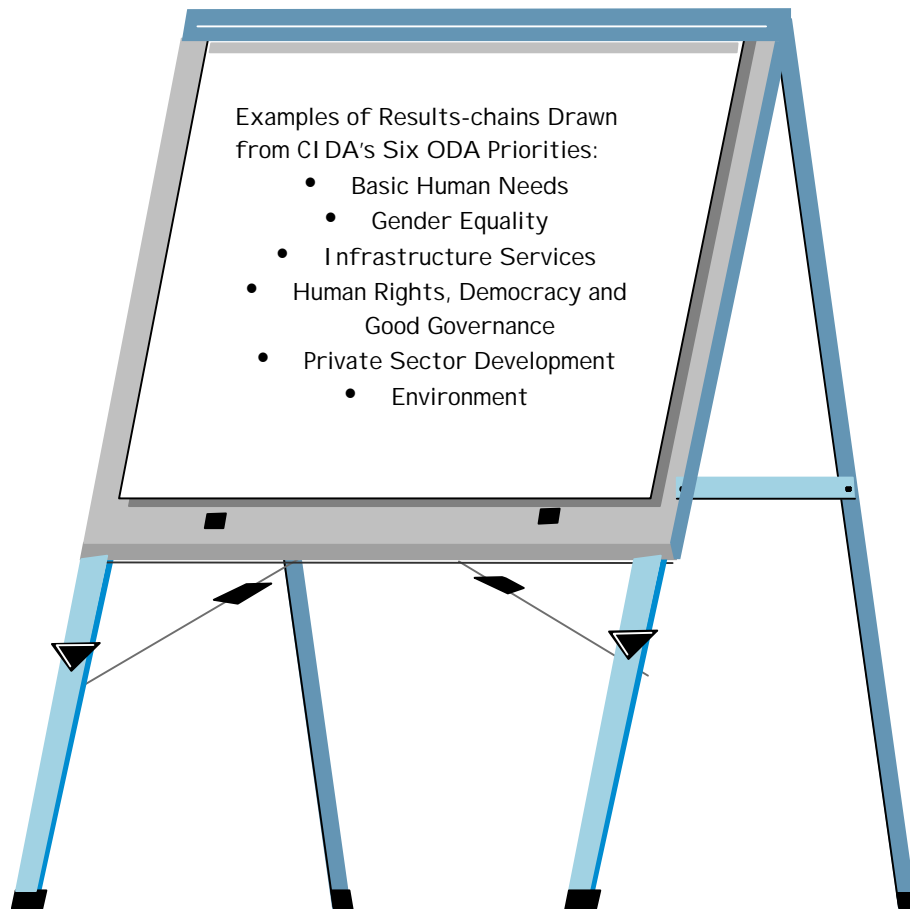 Examples of Results-chains Drawn
from CIDA's Six ODA Priorities:
• Basic Human Needs
• Gender Equality
• Infrastructure Services
• Human Rights, Democracy and
Good Governance
• Private Sector Development
• Environment